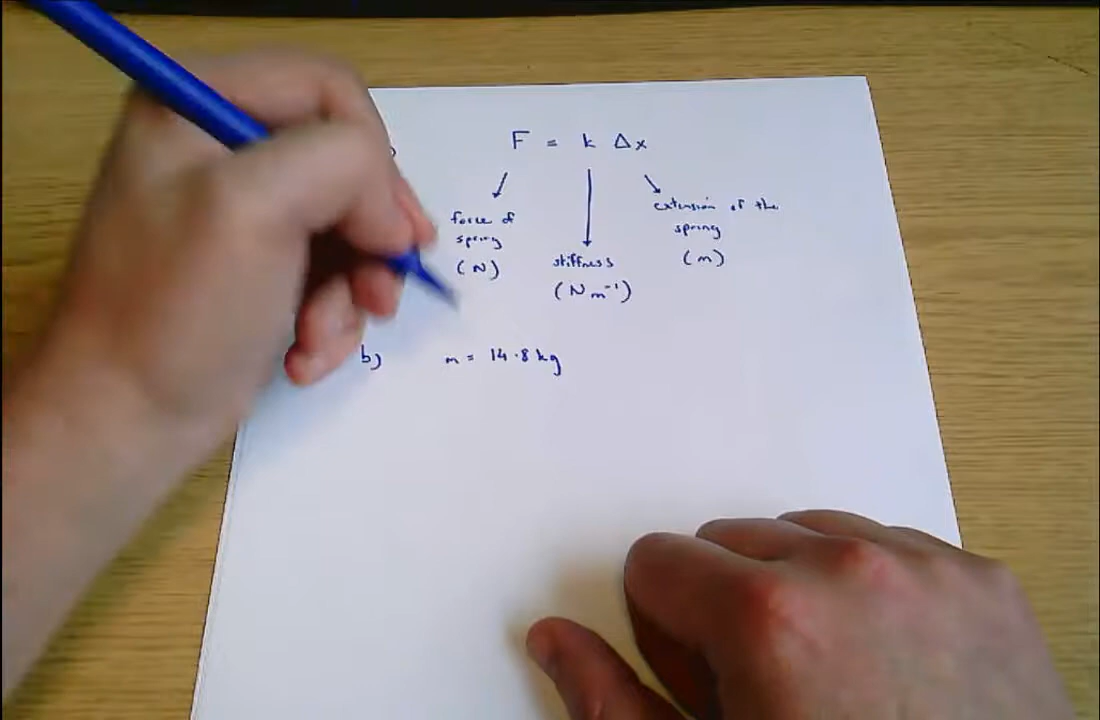 F = k Δx
force of spring (N)
stiffness (N m⁻¹)
extension of the spring (m)
b) m = 14.8 kg